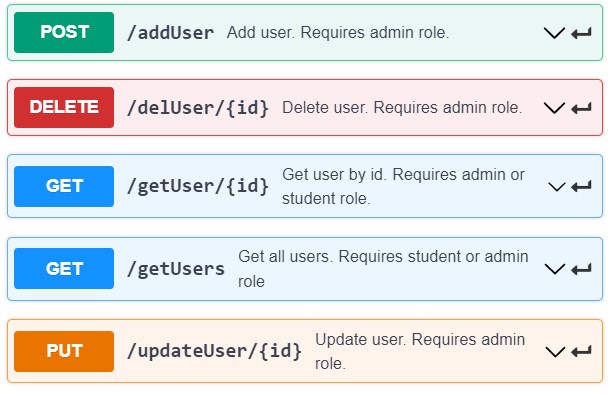 POST /addUser Add user. Requires admin role.
DELETE /delUser/{id} Delete user. Requires admin role.
GET /getUser/{id} Get user by id. Requires admin or
student role.
GET /getUsers Get all users. Requires student or admin
role
PUT /updateUser/{id} Update user. Requires admin
role.